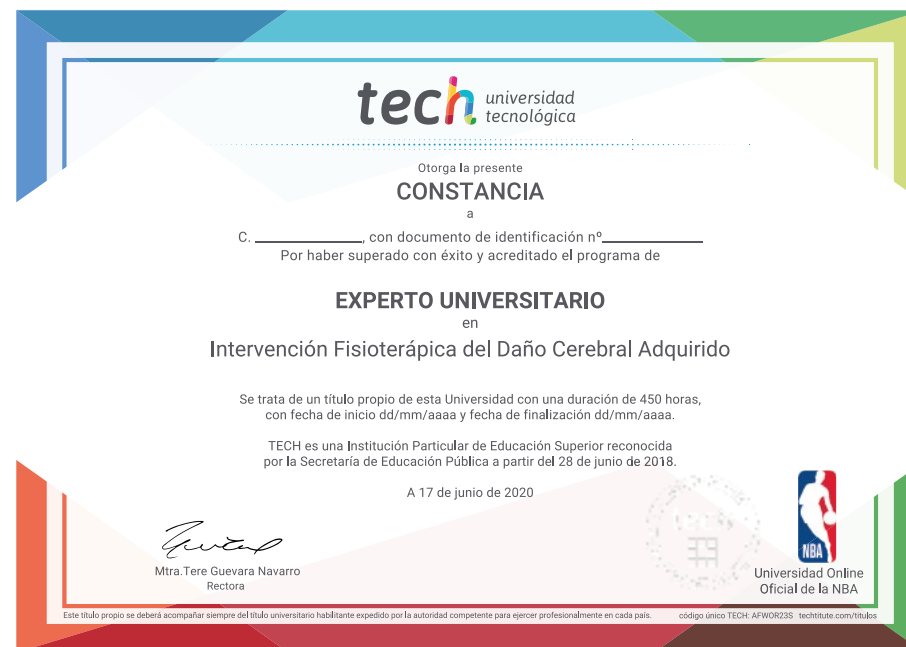 tech universidad
tecnológica
Otorga la presente
CONSTANCIA
a
C. ____________, con documento de identificación nº____________
Por haber superado con éxito y acreditado el programa de
EXPERTO UNIVERSITARIO
en
Intervención Fisioterápica del Daño Cerebral Adquirido
Se trata de un título propio de esta Universidad con una duración de 450 horas,
con fecha de inicio dd/mm/aaaa y fecha de finalización dd/mm/aaaa.
TECH es una Institución Particular de Educación Superior reconocida
por la Secretaría de Educación Pública a partir del 28 de junio de 2018.
A 17 de junio de 2020
Mtra.Tere Guevara Navarro
Rectora
NBA
Universidad Online
Oficial de la NBA
Este título propio se deberá acompañar siempre del título universitario habilitante expedido por la autoridad competente para ejercer profesionalmente en cada país.
código único TECH: AFWOR23S techtitute.com/titulos